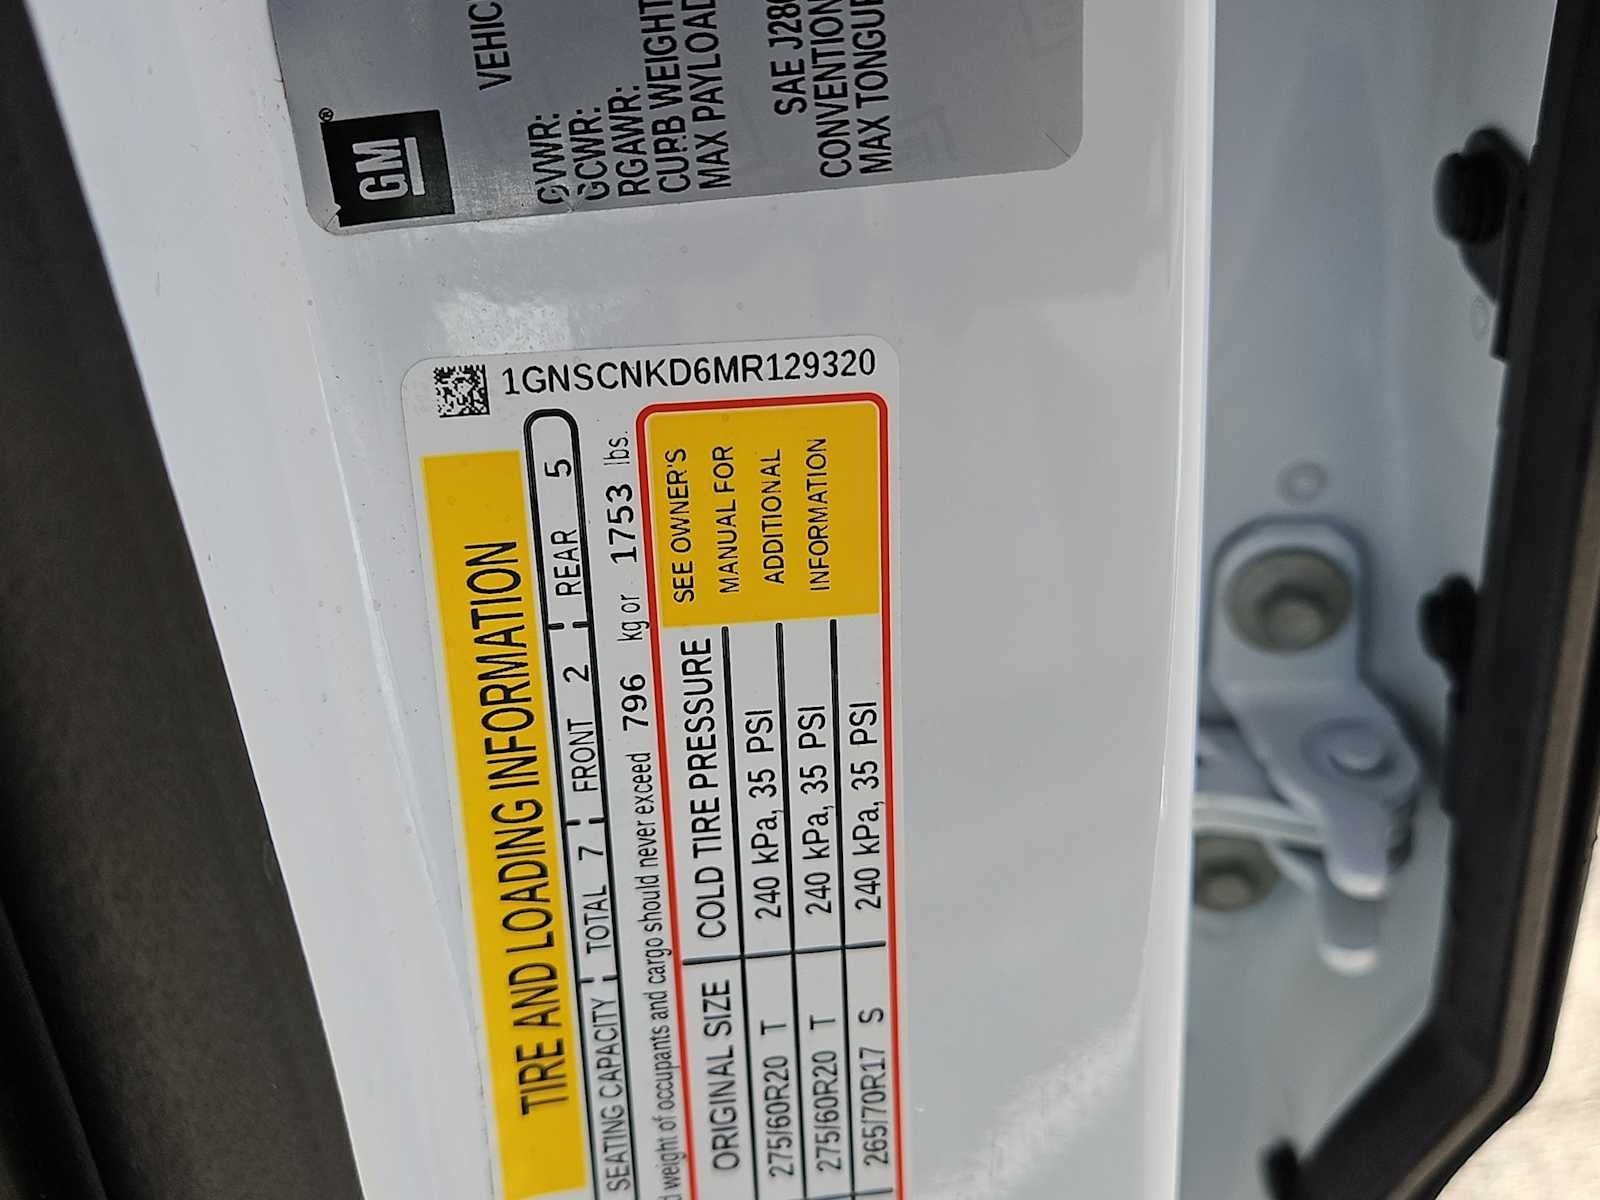 GM®
VEHIC
GVWR:
GCWR:
RGAWR:
CURB WEIGHT
MAX PAYLOAD
SAE J28
CONVENTION
MAX TONGU
1GNSCNKD6MR129320
TIRE AND LOADING INFORMATION
SEATING CAPACITY TOTAL 7 FRONT 2 REAR 5
d weight of occupants and cargo should never exceed 796 kg or 1753 lbs.
ORIGINAL SIZE COLD TIRE PRESSURE
275/60R20 T 240 kPa, 35 PSI
275/60R20 T 240 kPa, 35 PSI
265/70R17 S 240 kPa, 35 PSI
SEE OWNER'S
MANUAL FOR
ADDITIONAL
INFORMATION